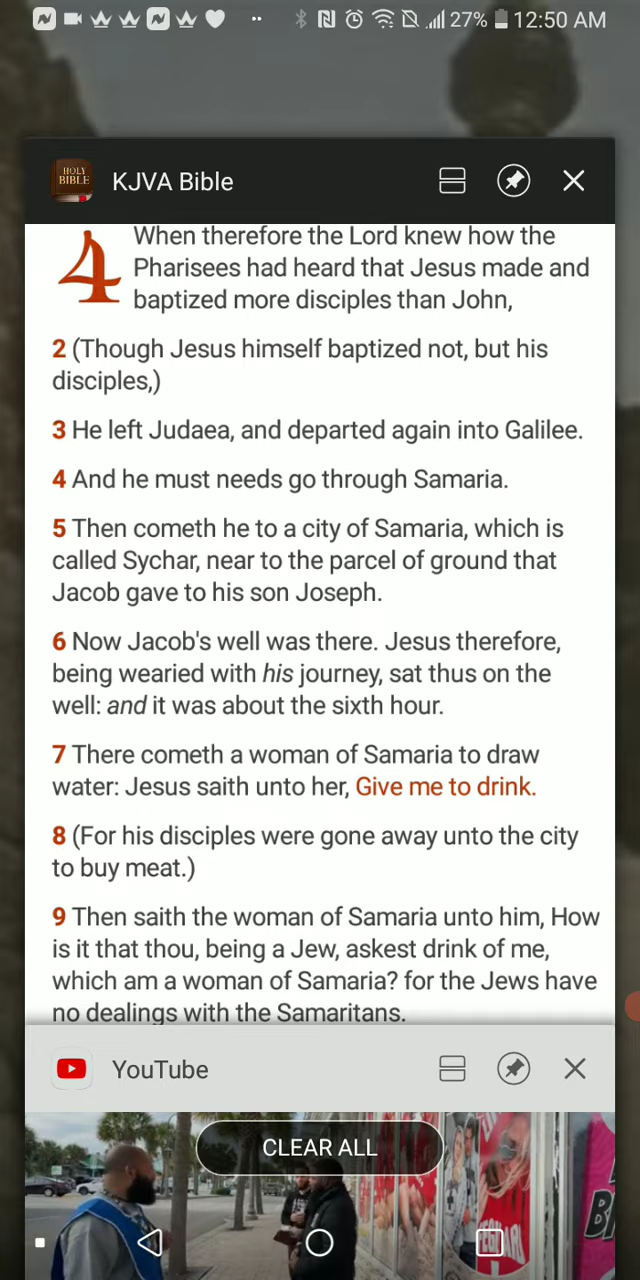 27% 12:50 AM
HOLY
BIBLE
KJVA Bible
4 When therefore the Lord knew how the
Pharisees had heard that Jesus made and
baptized more disciples than John,
2 (Though Jesus himself baptized not, but his
disciples,)
3 He left Judaea, and departed again into Galilee.
4 And he must needs go through Samaria.
5 Then cometh he to a city of Samaria, which is
called Sychar, near to the parcel of ground that
Jacob gave to his son Joseph.
6 Now Jacob's well was there. Jesus therefore,
being wearied with his journey, sat thus on the
well: and it was about the sixth hour.
7 There cometh a woman of Samaria to draw
water: Jesus saith unto her, Give me to drink.
8 (For his disciples were gone away unto the city
to buy meat.)
9 Then saith the woman of Samaria unto him, How
is it that thou, being a Jew, askest drink of me,
which am a woman of Samaria? for the Jews have
no dealings with the Samaritans.
YouTube
CLEAR ALL